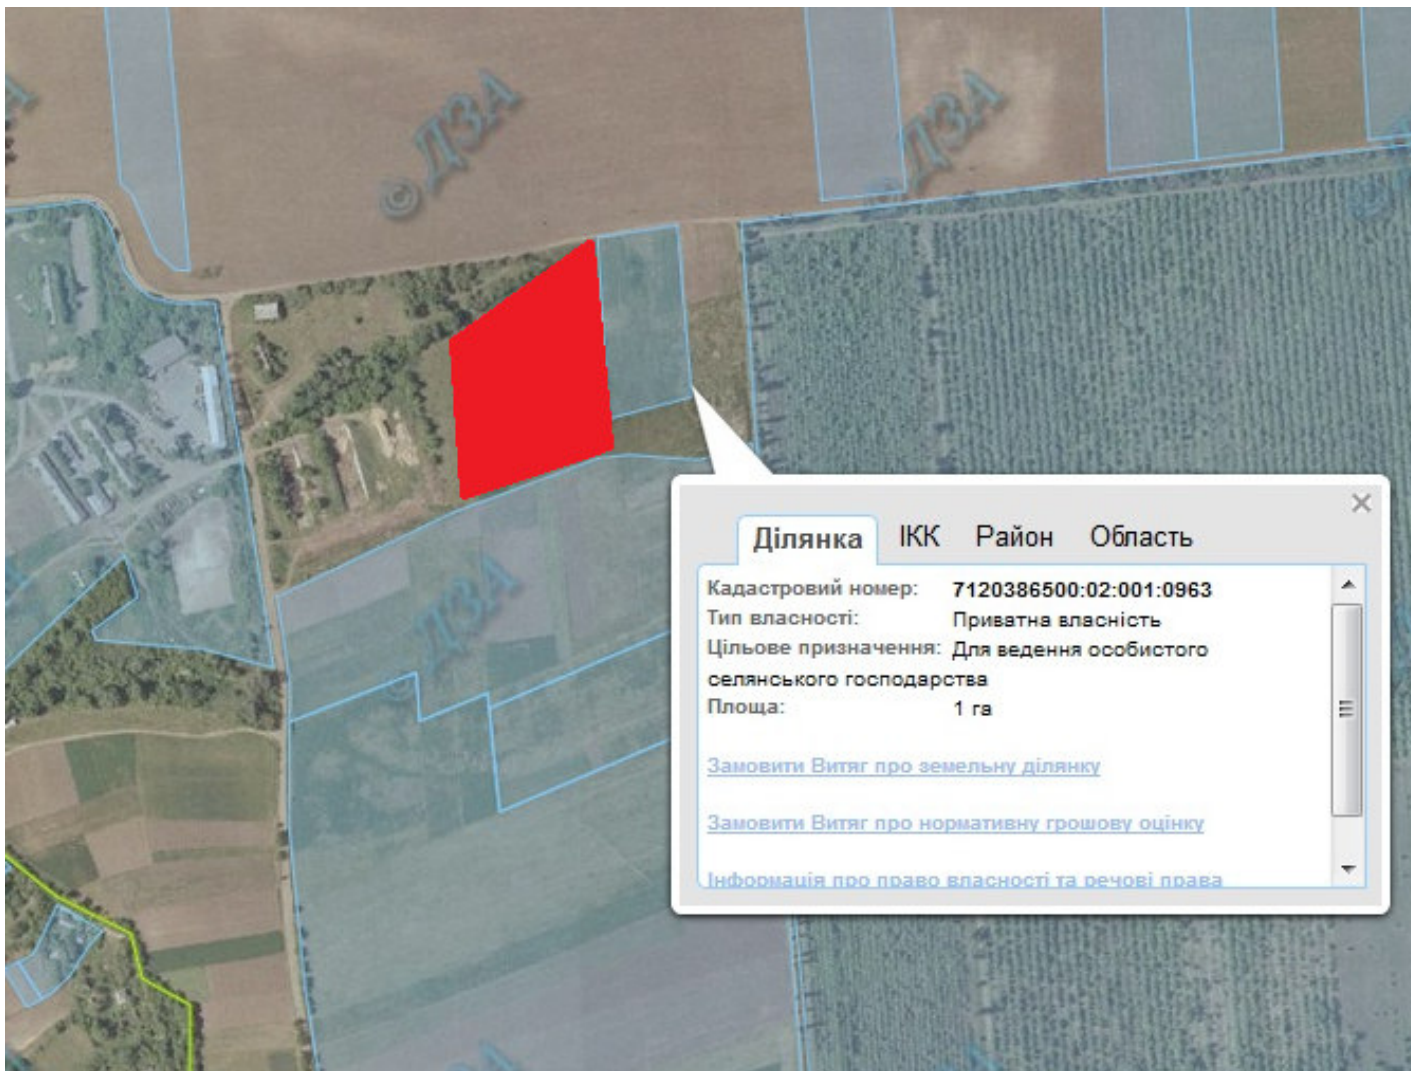 © ДЗА
© ДЗА
Ділянка ІКК Район Область
Кадастровий номер: 7120386500:02:001:0963
Тип власності: Приватна власність
Цільове призначення: Для ведення особистого
селянського господарства
Площа: 1 га
Замовити Витяг про земельну ділянку
Замовити Витяг про нормативну грошову оцінку
Інформація про право власності та речові права
© ДЗА